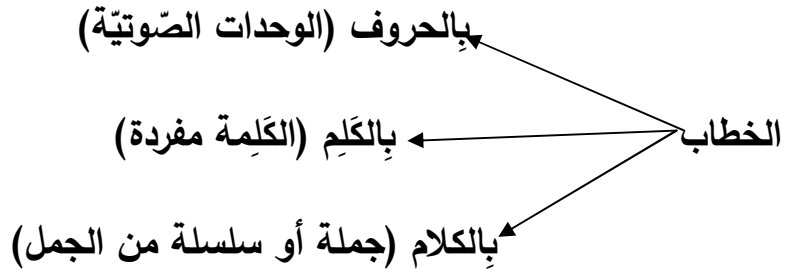 بِالحروف (الوحدات الصّوتيّة)
الخطاب
بِالكَلِم (الكَلِمة مفردة)
بِالكلام (جملة أو سلسلة من الجمل)